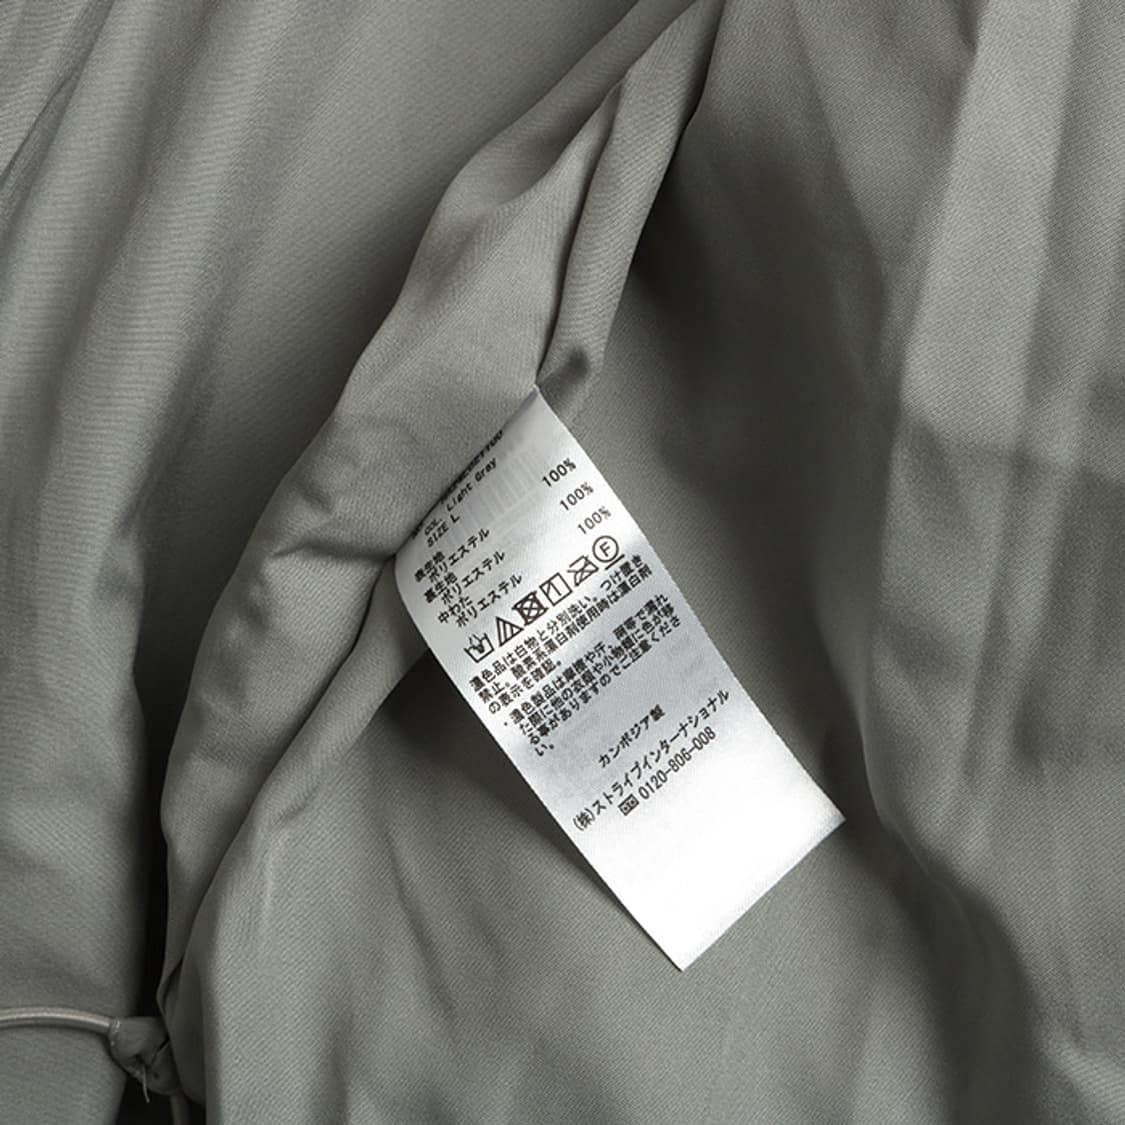 COL. Light Gray
SIZE L
表生地
ポリエステル 100%
裏生地
ポリエステル 100%
中わた
ポリエステル 100%
F
濃色品は白物と分別洗い。つけ置き
禁止。酸素系漂白剤使用時は漂白剤
の表示を確認。
・濃色製品は摩擦や汗、雨等で濡れ
た際に他の衣服や小物類に色が移
る事がありますのでご注意くださ
い。
カンボジア製
(株)ストライプインターナショナル
0120-806-008